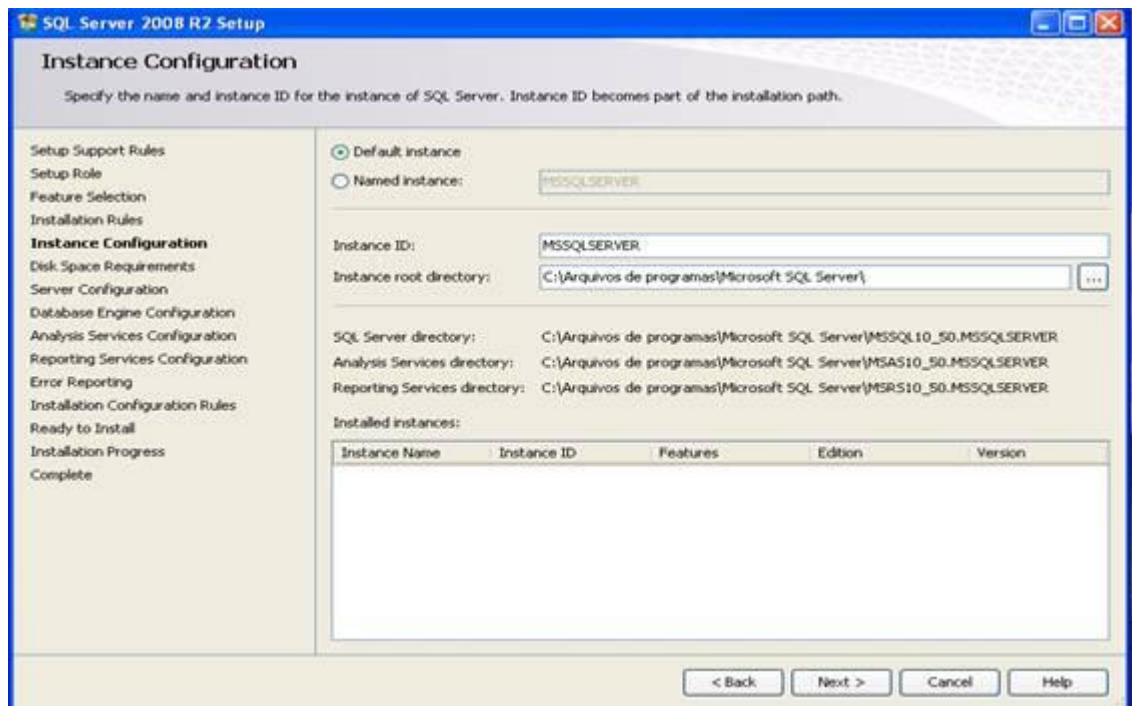 SQL Server 2008 R2 Setup
Instance Configuration
Specify the name and instance ID for the instance of SQL Server. Instance ID becomes part of the installation path.
Setup Support Rules
Setup Role
Feature Selection
Installation Rules
Instance Configuration
Disk Space Requirements
Server Configuration
Database Engine Configuration
Analysis Services Configuration
Reporting Services Configuration
Error Reporting
Installation Configuration Rules
Ready to Install
Installation Progress
Complete
Default instance
Named instance: MSSQLSERVER
Instance ID: MSSQLSERVER
Instance root directory: C:\Arquivos de programas\Microsoft SQL Server\ ...
SQL Server directory: C:\Arquivos de programas\Microsoft SQL Server\MSSQL10_50.MSSQLSERVER
Analysis Services directory: C:\Arquivos de programas\Microsoft SQL Server\MSAS10_50.MSSQLSERVER
Reporting Services directory: C:\Arquivos de programas\Microsoft SQL Server\MSRS10_50.MSSQLSERVER
Installed instances:
Instance Name Instance ID Features Edition Version
< Back Next > Cancel Help